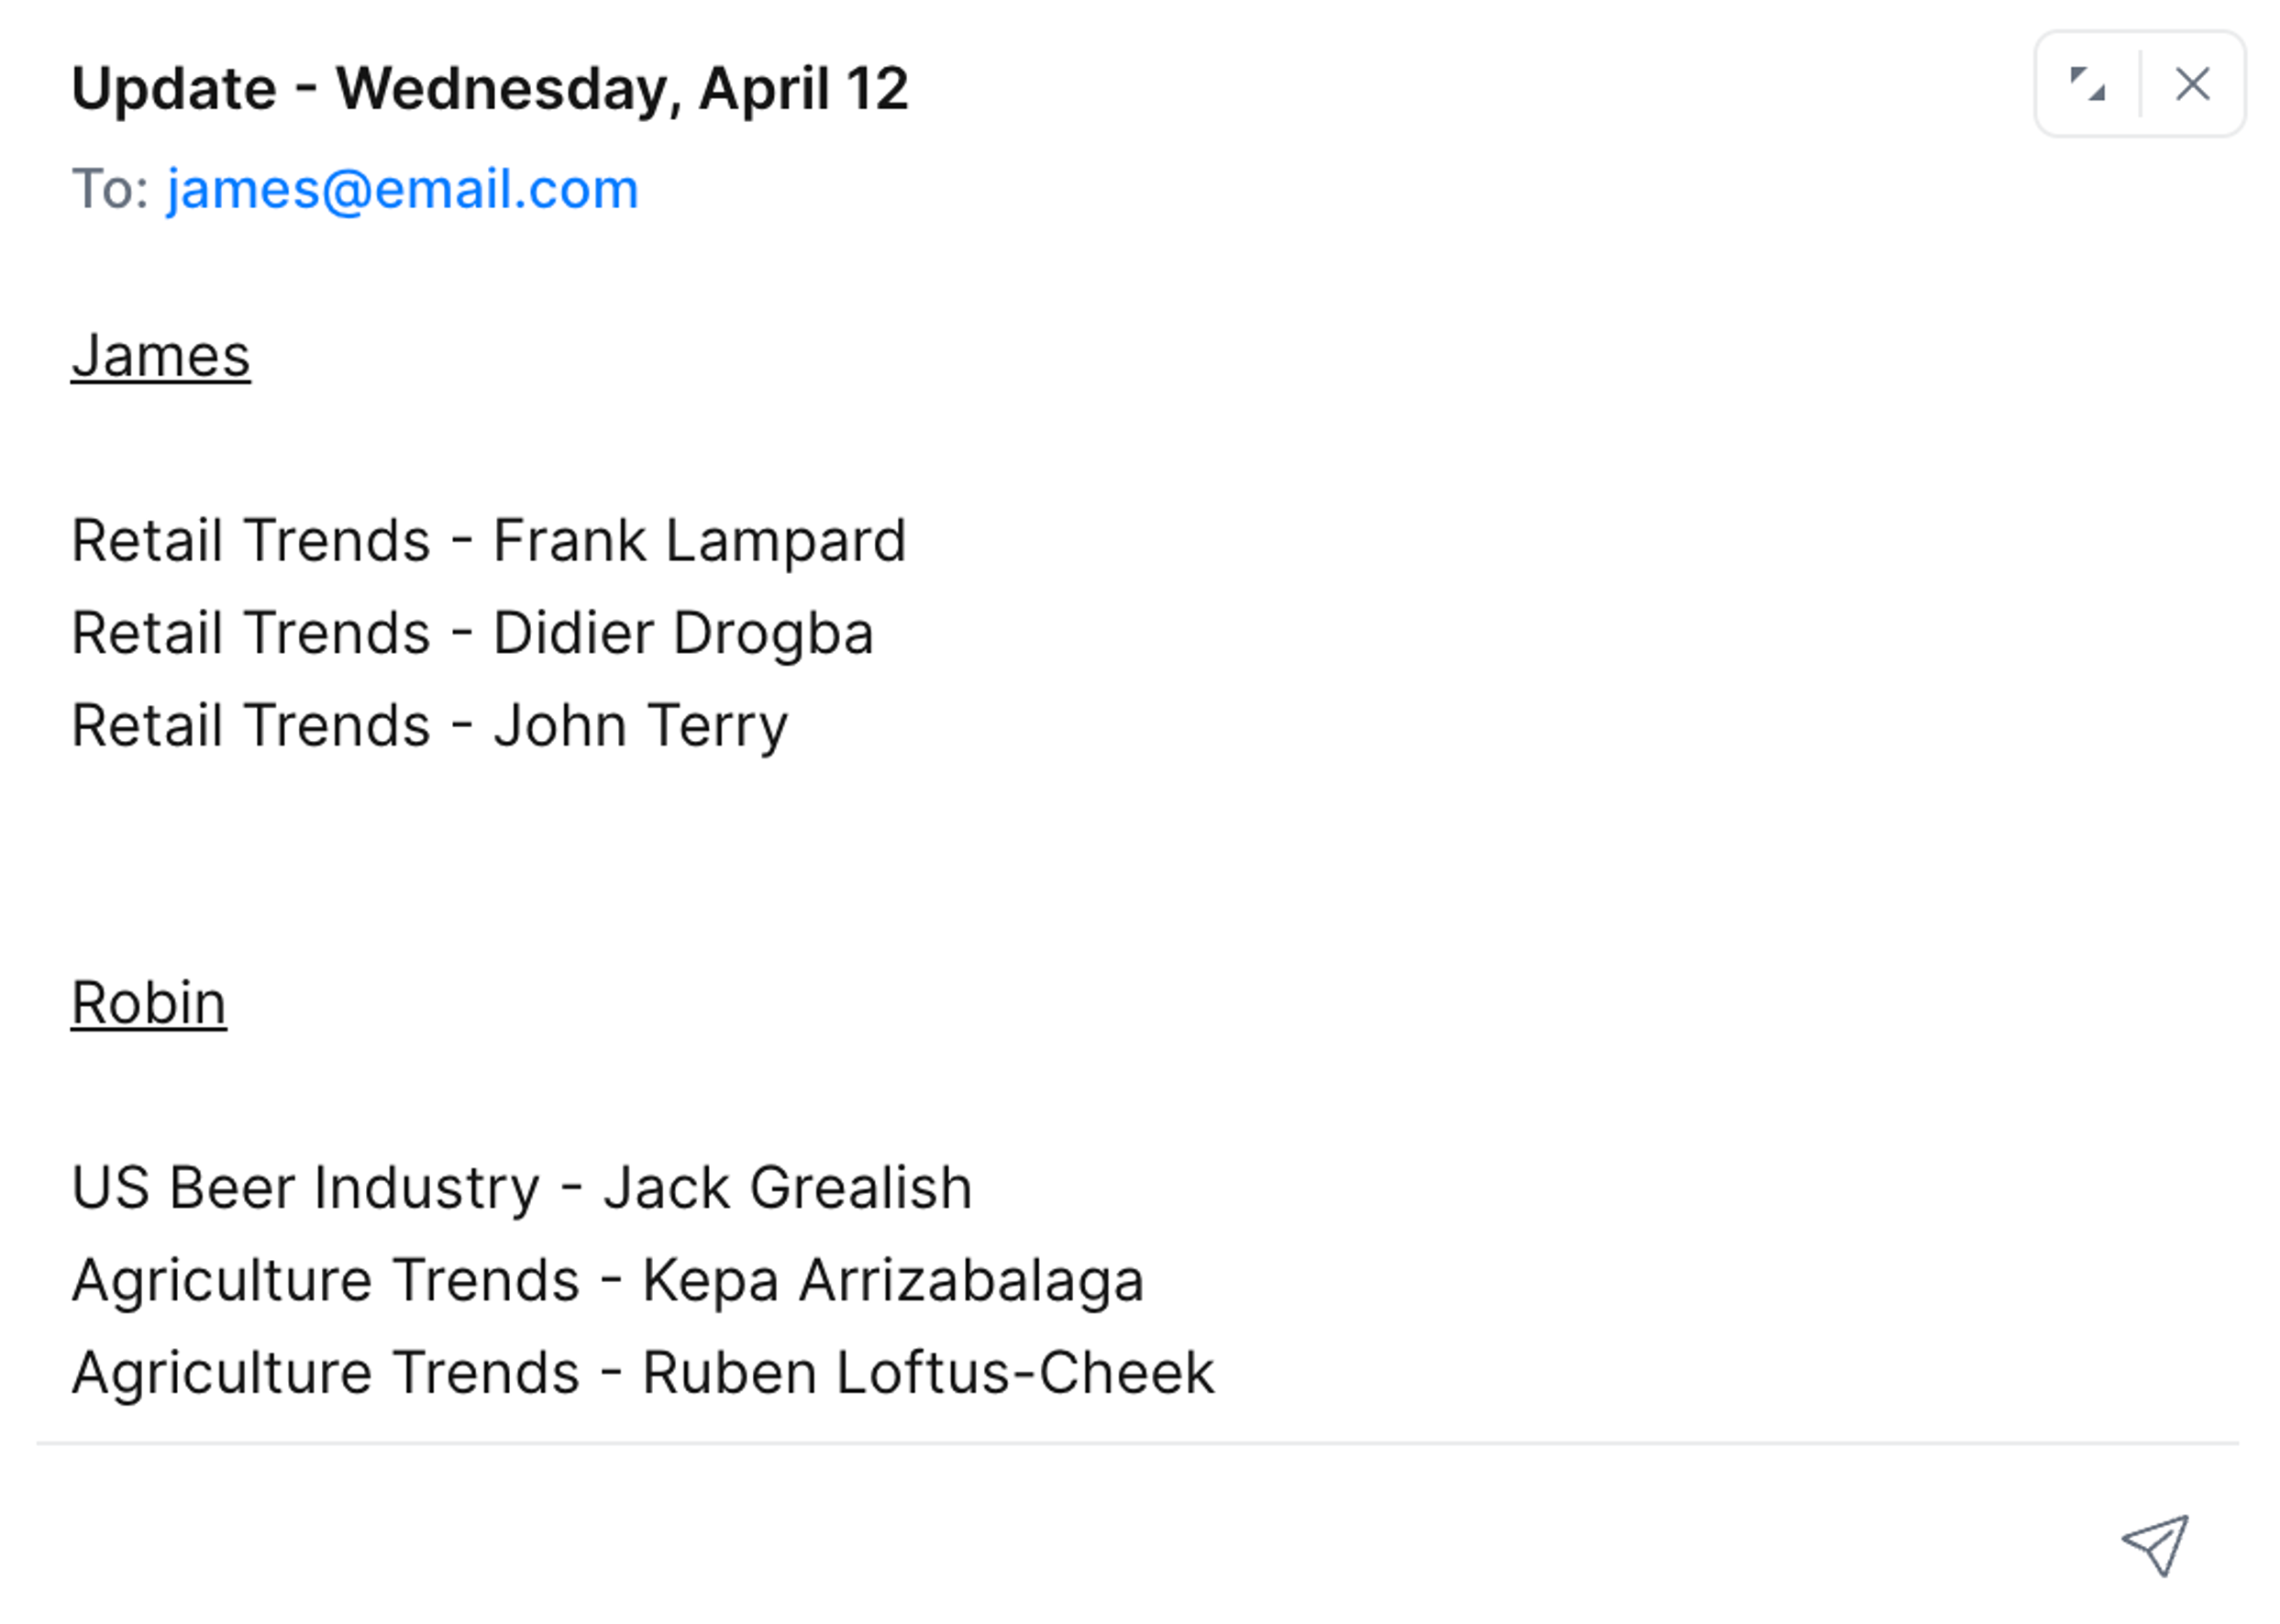 Update - Wednesday, April 12
To: james@email.com
James
Retail Trends - Frank Lampard
Retail Trends - Didier Drogba
Retail Trends - John Terry
Robin
US Beer Industry - Jack Grealish
Agriculture Trends - Kepa Arrizabalaga
Agriculture Trends - Ruben Loftus-Cheek